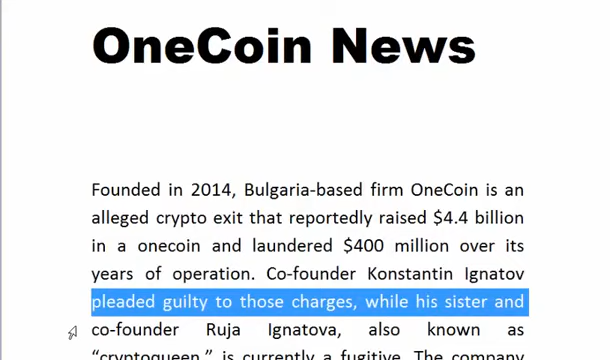 OneCoin News
Founded in 2014, Bulgaria-based firm OneCoin is an
alleged crypto exit that reportedly raised $4.4 billion
in a onecoin and laundered $400 million over its
years of operation. Co-founder Konstantin Ignatov
pleaded guilty to those charges, while his sister and
co-founder Ruja Ignatova, also known as
“cryptoqueen,” is currently a fugitive. The company